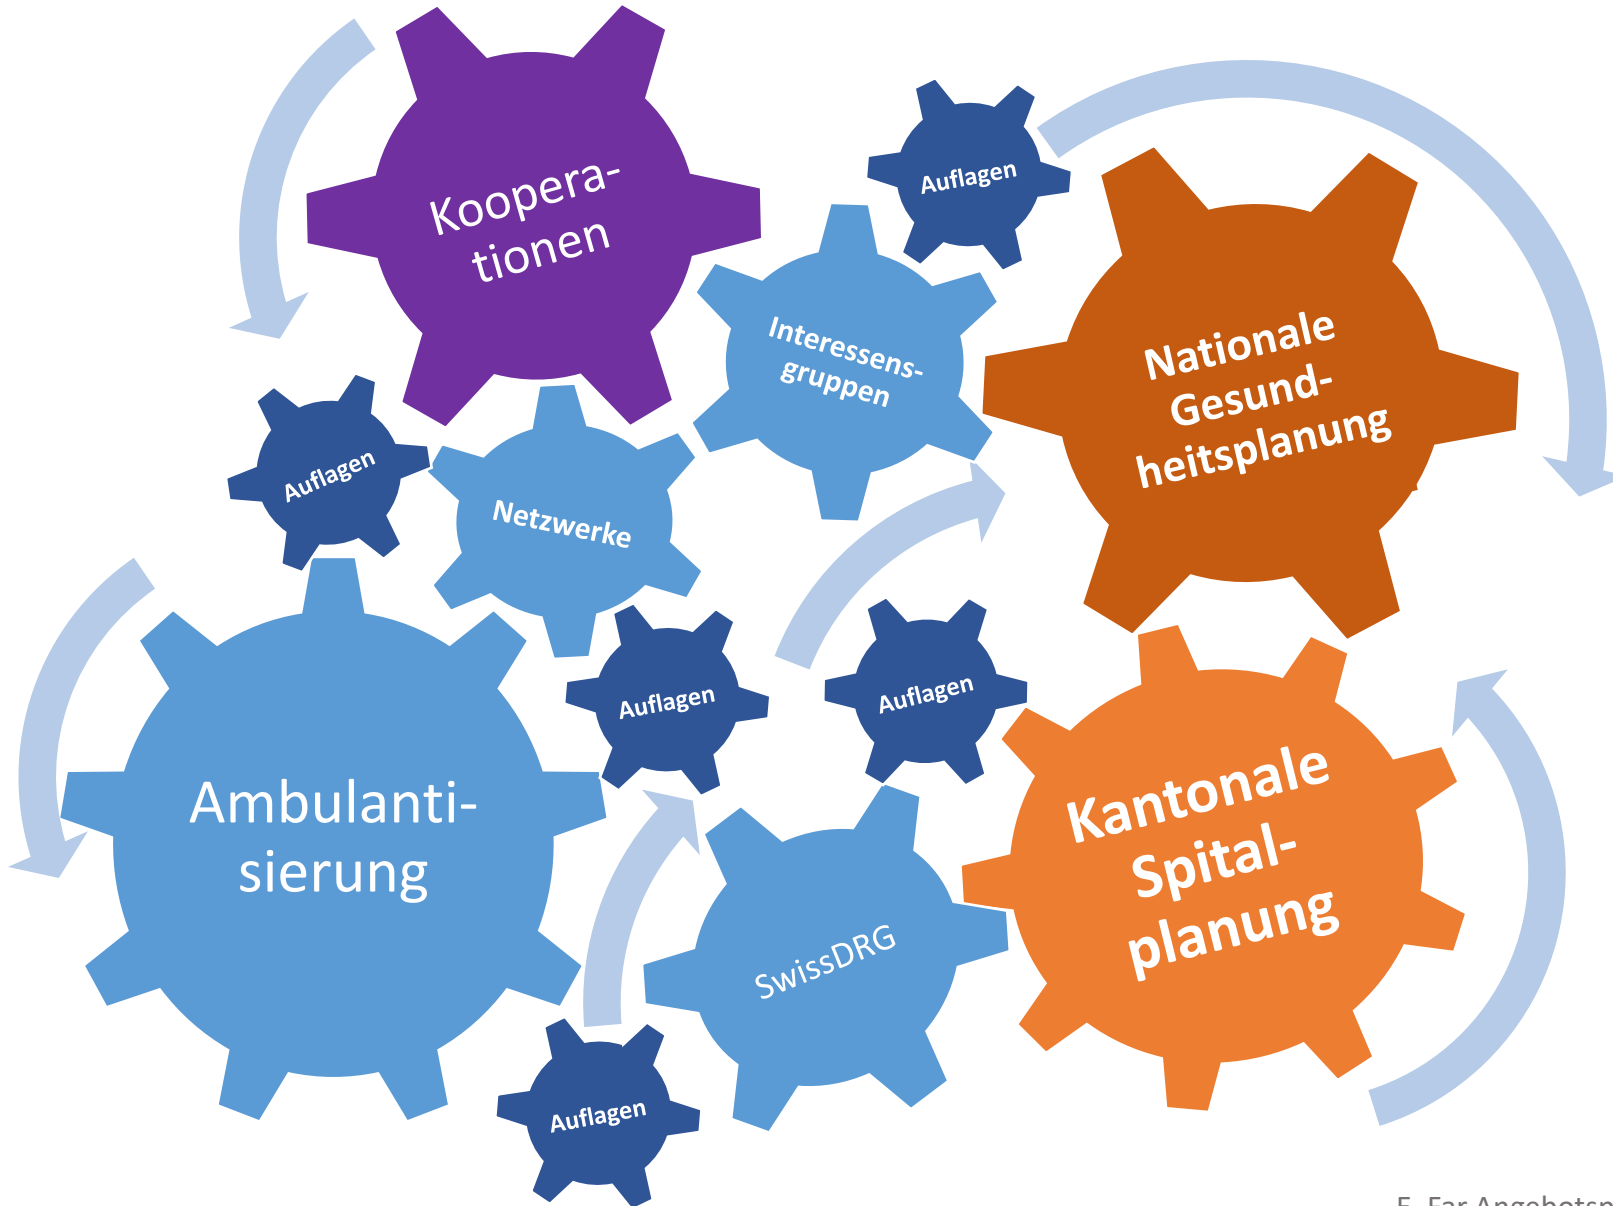 Koopera-
tionen
Auflagen
Interessens-
gruppen
Nationale
Gesund-
heitsplanung
Auflagen
Netzwerke
Auflagen
Auflagen
Ambulanti-
sierung
Kantonale
Spital-
planung
SwissDRG
Auflagen